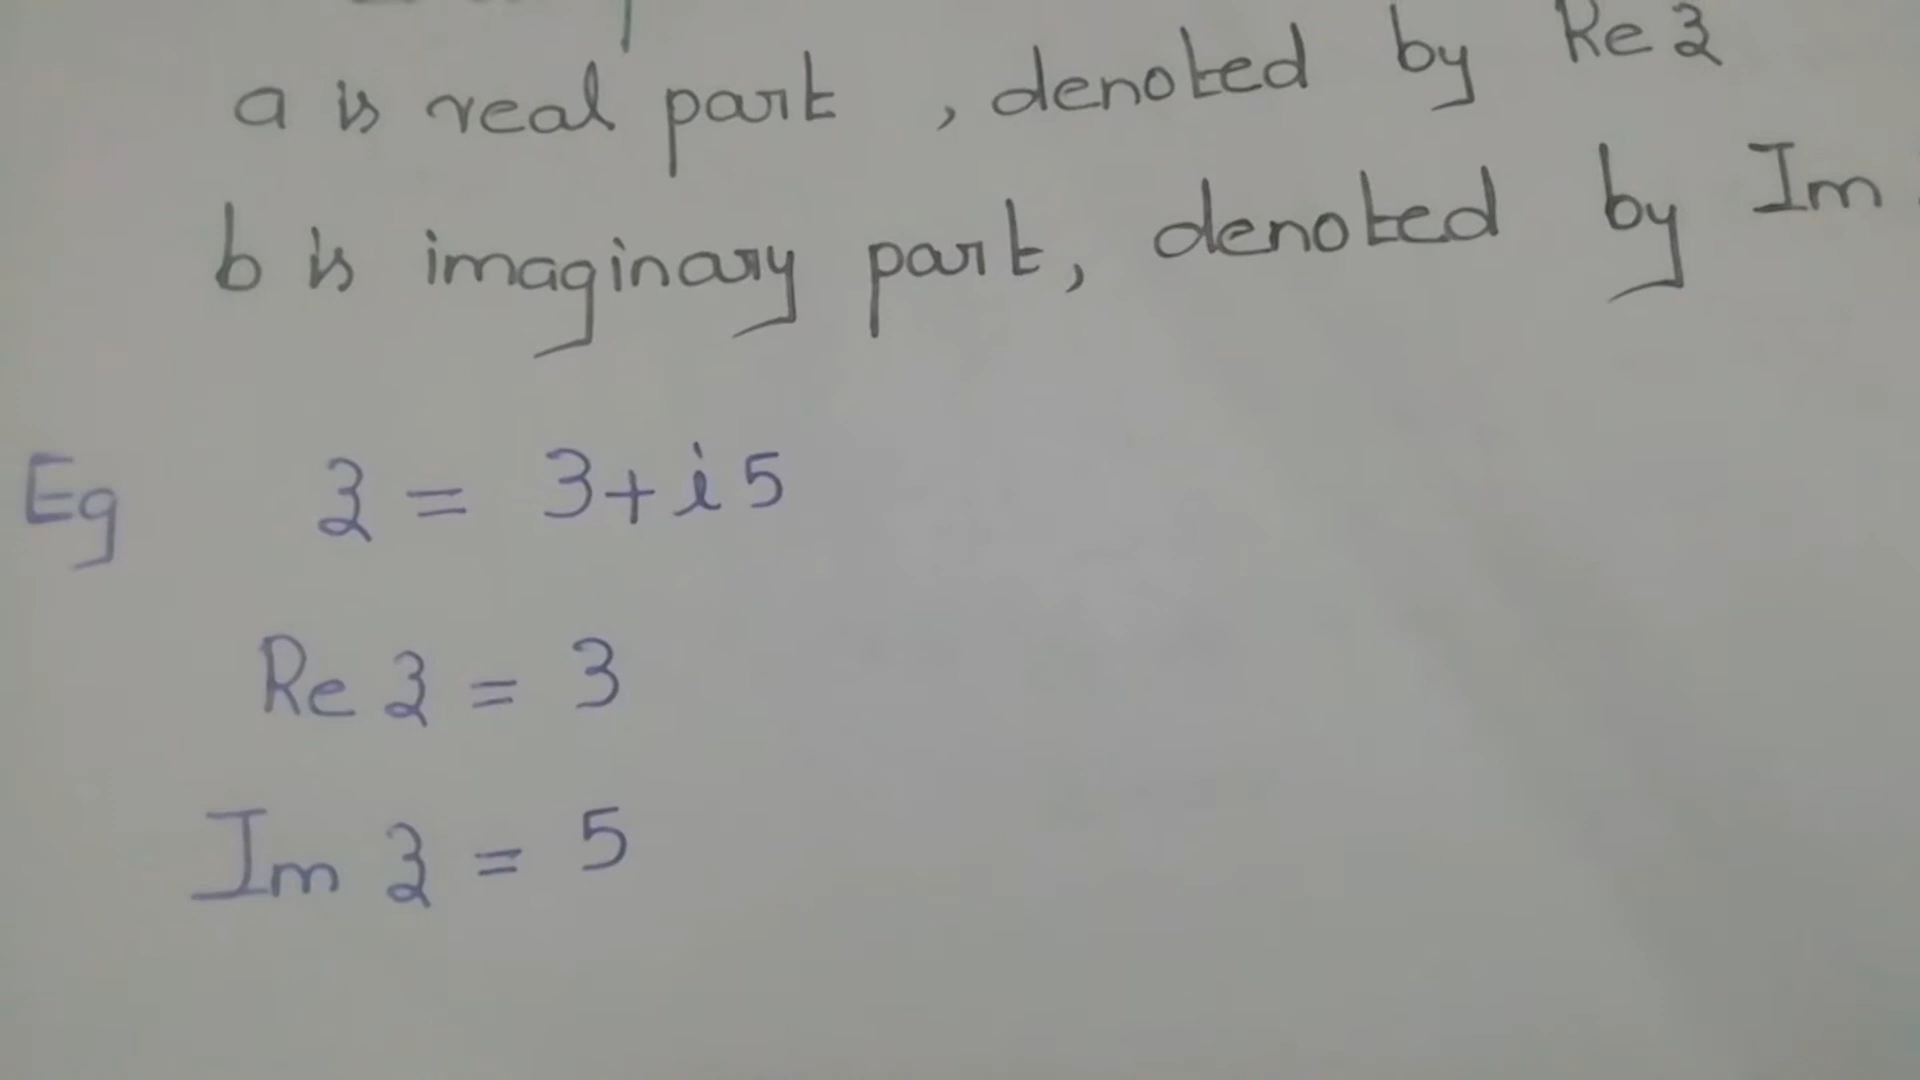 a is real part , denoted by Re z
b is imaginary part, denoted by Im
Eg z = 3+i5
Re z = 3
Im z = 5